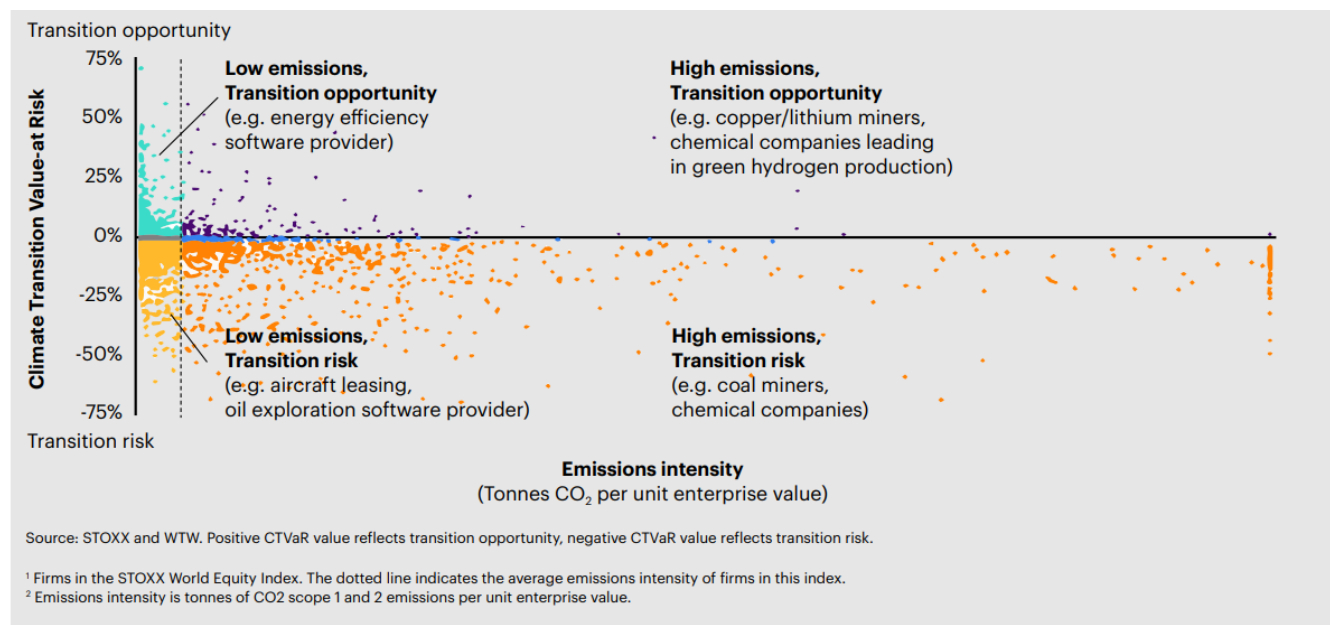 Transition opportunity
75%
50%
25%
0%
-25%
-50%
-75%
Climate Transition Value-at Risk
Low emissions,
Transition opportunity
(e.g. energy efficiency
software provider)
High emissions,
Transition opportunity
(e.g. copper/lithium miners,
chemical companies leading
in green hydrogen production)
Low emissions,
Transition risk
(e.g. aircraft leasing,
oil exploration software provider)
High emissions,
Transition risk
(e.g. coal miners,
chemical companies)
Transition risk
Emissions intensity
(Tonnes CO₂ per unit enterprise value)
Source: STOXX and WTW. Positive CTVaR value reflects transition opportunity, negative CTVaR value reflects transition risk.
¹ Firms in the STOXX World Equity Index. The dotted line indicates the average emissions intensity of firms in this index.
² Emissions intensity is tonnes of CO2 scope 1 and 2 emissions per unit enterprise value.